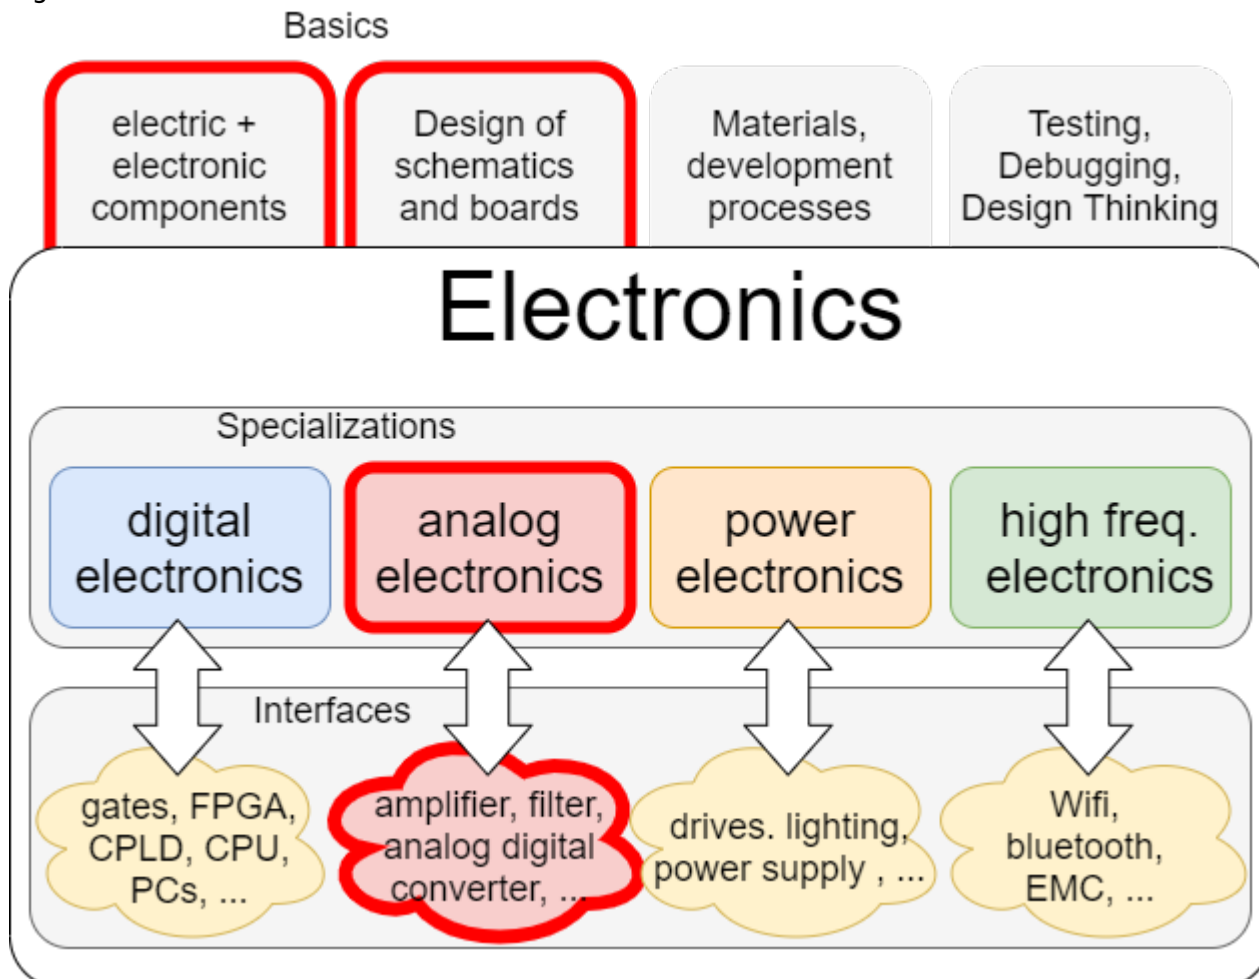 Basics
electric +
electronic
components
Design of
schematics
and boards
Materials,
development
processes
Testing,
Debugging,
Design Thinking
Electronics
Specializations
digital
electronics
analog
electronics
power
electronics
high freq.
electronics
Interfaces
gates, FPGA,
CPLD, CPU,
PCs, ...
amplifier, filter,
analog digital
converter, ...
drives. lighting,
power supply , ...
Wifi,
bluetooth,
EMC, ...